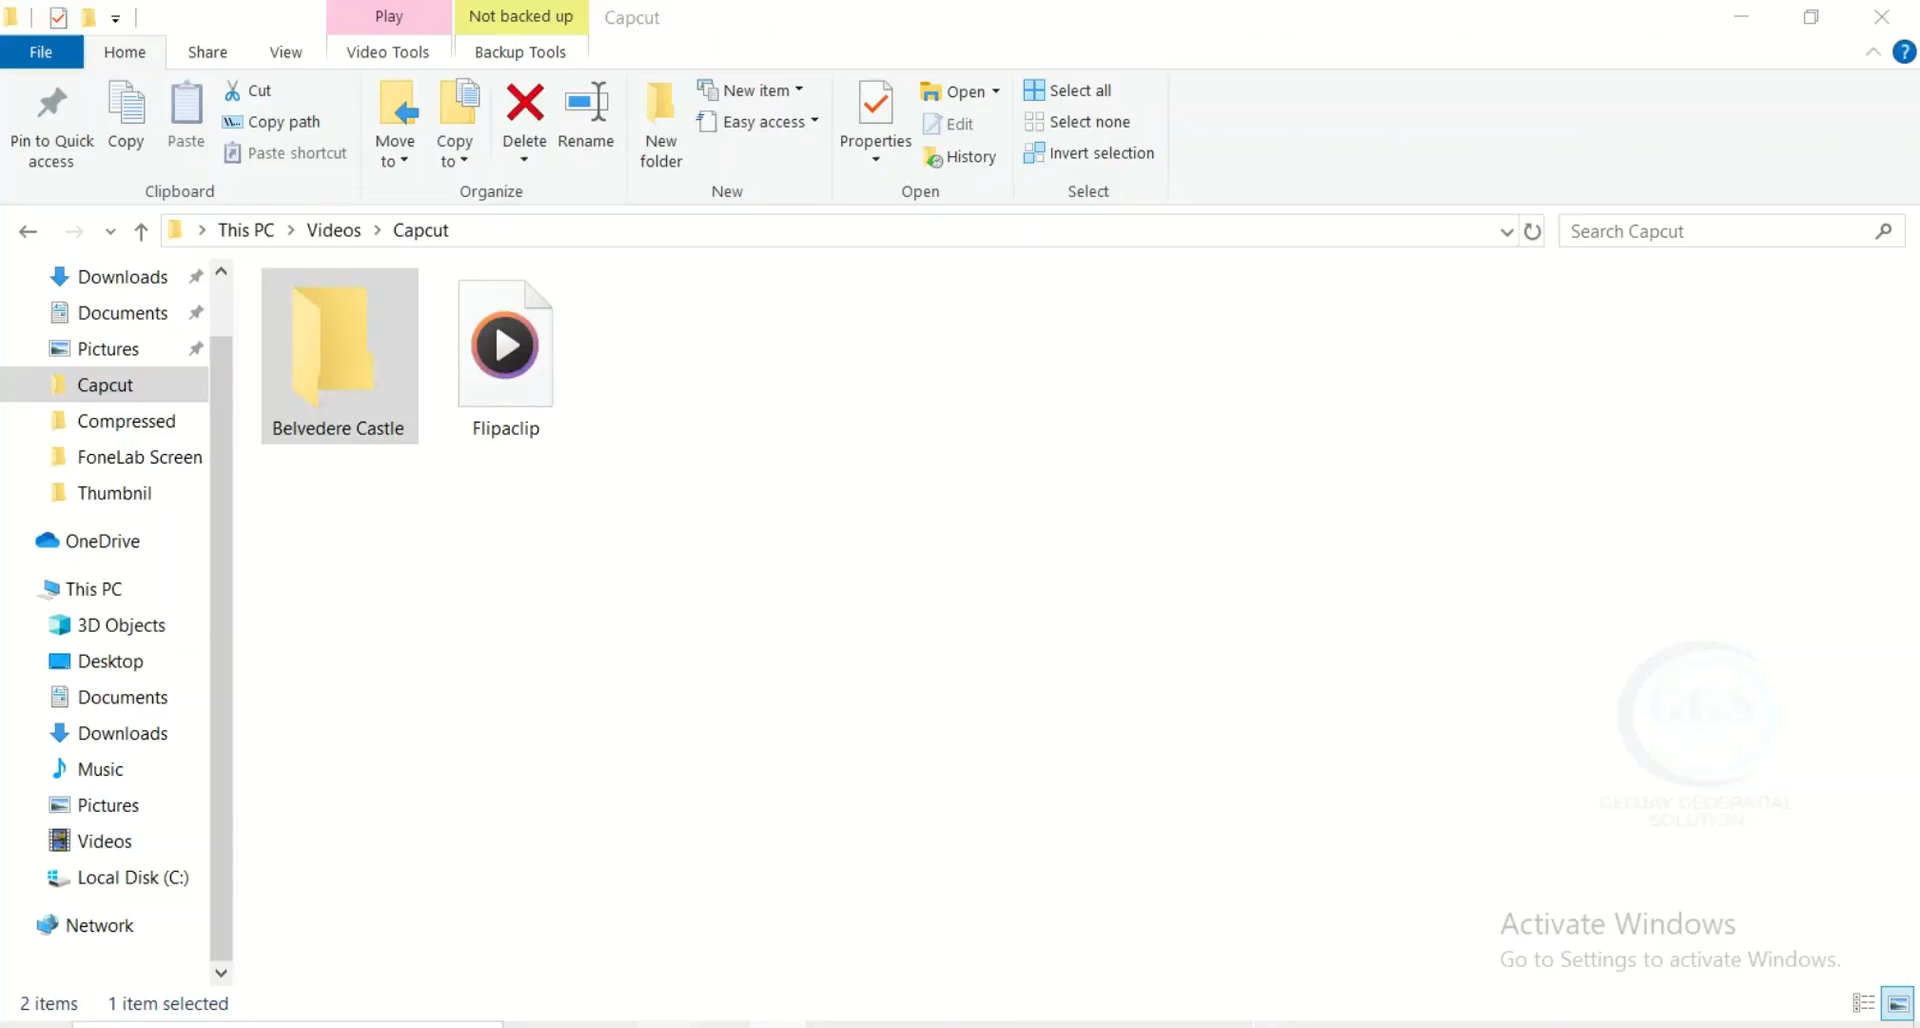 Play
Not backed up
Capcut
File
Home
Share
View
Video Tools
Backup Tools
Pin to Quick access
Copy
Paste
Cut
Copy path
Paste shortcut
Clipboard
Move to
Copy to
Delete
Rename
Organize
New folder
New item
Easy access
New
Properties
Open
Edit
History
Open
Select all
Select none
Invert selection
Select
This PC
Videos
Capcut
Search Capcut
Downloads
Documents
Pictures
Capcut
Compressed
FoneLab Screen
Thumbnil
OneDrive
This PC
3D Objects
Desktop
Documents
Downloads
Music
Pictures
Videos
Local Disk (C:)
Network
Belvedere Castle
Flipaclip
GGS
GEOJAY GEOSPATIAL
SOLUTION
Activate Windows
Go to Settings to activate Windows.
2 items
1 item selected